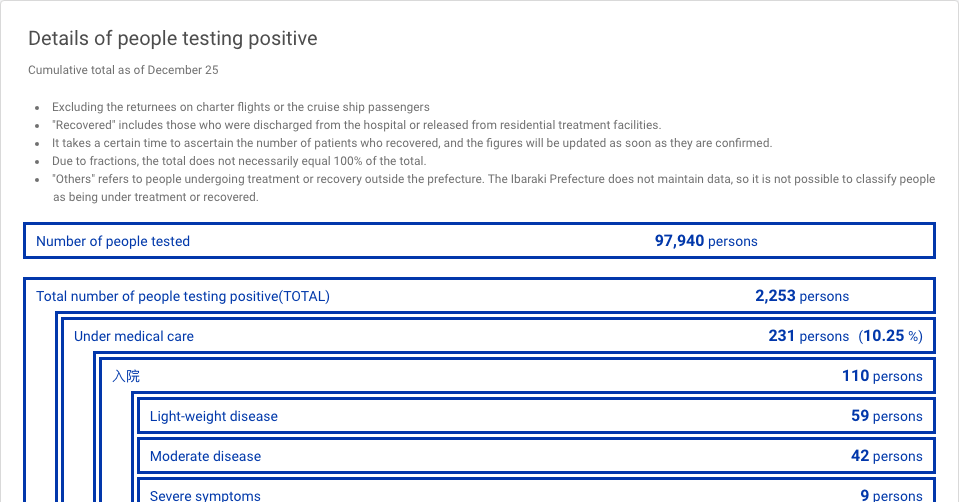 Details of people testing positive
Cumulative total as of December 25
Excluding the returnees on charter flights or the cruise ship passengers
"Recovered" includes those who were discharged from the hospital or released from residential treatment facilities.
It takes a certain time to ascertain the number of patients who recovered, and the figures will be updated as soon as they are confirmed.
Due to fractions, the total does not necessarily equal 100% of the total.
"Others" refers to people undergoing treatment or recovery outside the prefecture. The Ibaraki Prefecture does not maintain data, so it is not possible to classify people
as being under treatment or recovered.
Number of people tested 97,940 persons
Total number of people testing positive(TOTAL) 2,253 persons
Under medical care 231 persons (10.25 %)
入院 110 persons
Light-weight disease 59 persons
Moderate disease 42 persons
Severe symptoms 9 persons